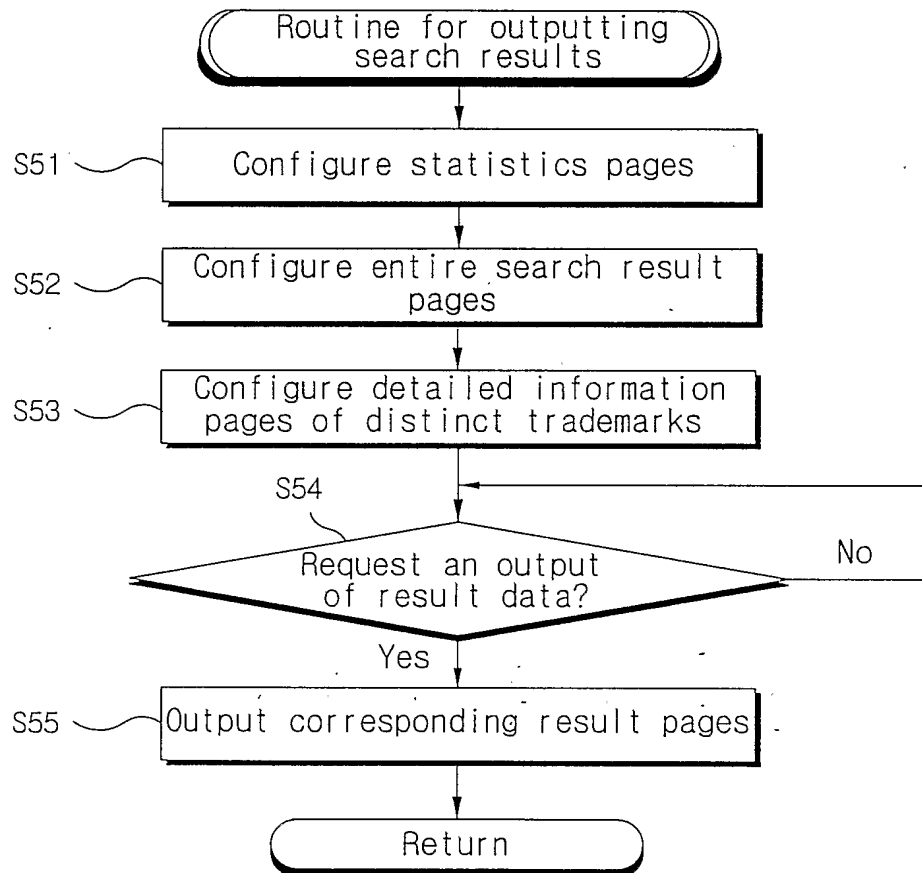 Routine for outputting
search results
S51
Configure statistics pages
S52
Configure entire search result
pages
S53
Configure detailed information
pages of distinct trademarks
S54
Request an output
of result data?
No
Yes
S55
Output corresponding result pages
Return